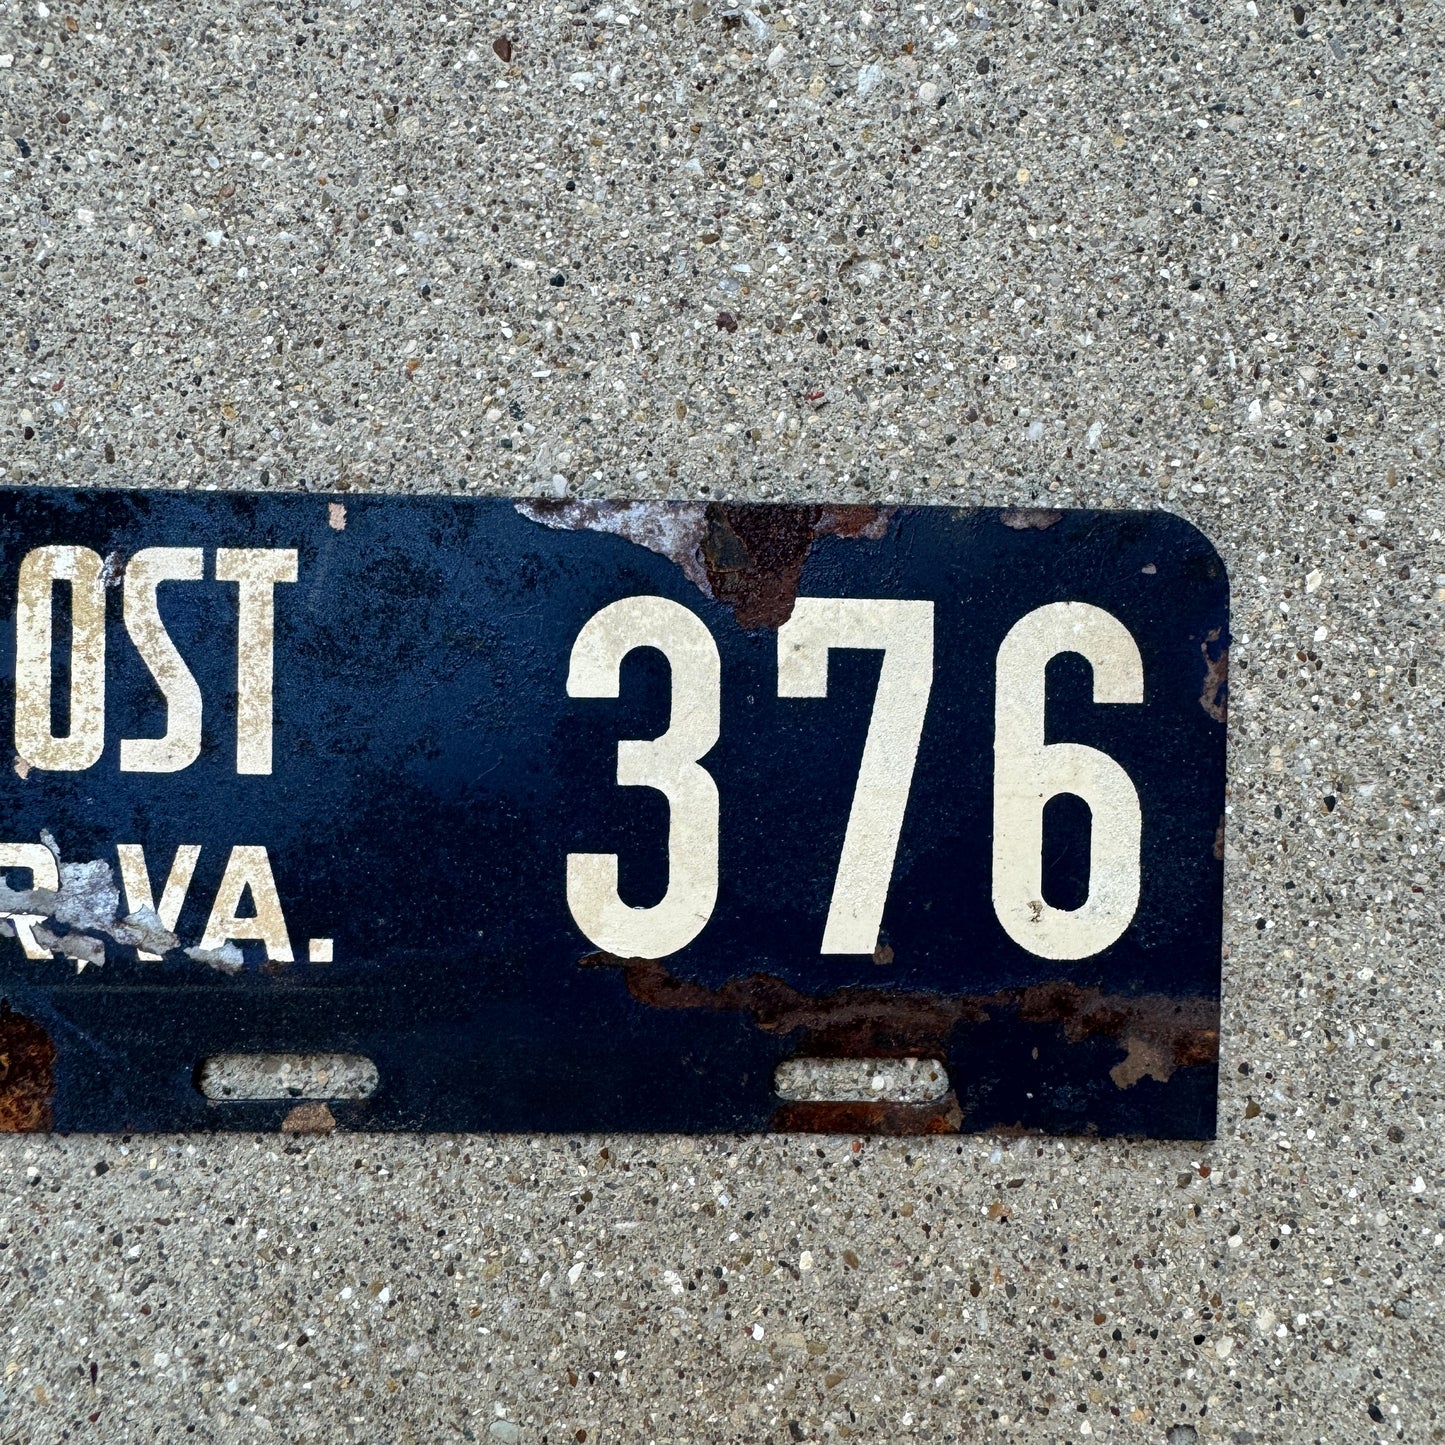 OST 376
R, VA.